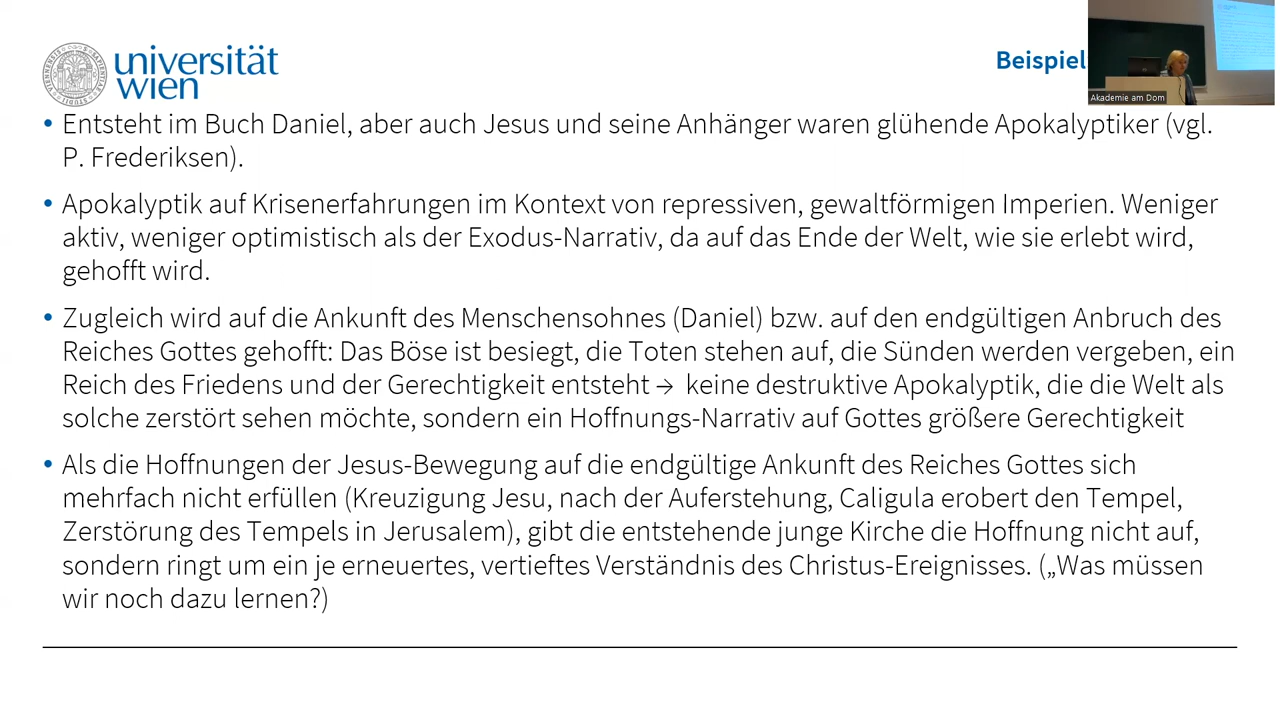 universität
wien
Beispiel
Akademie am Dom
• Entsteht im Buch Daniel, aber auch Jesus und seine Anhänger waren glühende Apokalyptiker (vgl.
P. Frederiksen).
• Apokalyptik auf Krisenerfahrungen im Kontext von repressiven, gewaltförmigen Imperien. Weniger
aktiv, weniger optimistisch als der Exodus-Narrativ, da auf das Ende der Welt, wie sie erlebt wird,
gehofft wird.
• Zugleich wird auf die Ankunft des Menschensohnes (Daniel) bzw. auf den endgültigen Anbruch des
Reiches Gottes gehofft: Das Böse ist besiegt, die Toten stehen auf, die Sünden werden vergeben, ein
Reich des Friedens und der Gerechtigkeit entsteht → keine destruktive Apokalyptik, die die Welt als
solche zerstört sehen möchte, sondern ein Hoffnungs-Narrativ auf Gottes größere Gerechtigkeit
• Als die Hoffnungen der Jesus-Bewegung auf die endgültige Ankunft des Reiches Gottes sich
mehrfach nicht erfüllen (Kreuzigung Jesu, nach der Auferstehung, Caligula erobert den Tempel,
Zerstörung des Tempels in Jerusalem), gibt die entstehende junge Kirche die Hoffnung nicht auf,
sondern ringt um ein je erneuertes, vertieftes Verständnis des Christus-Ereignisses. („Was müssen
wir noch dazu lernen?)